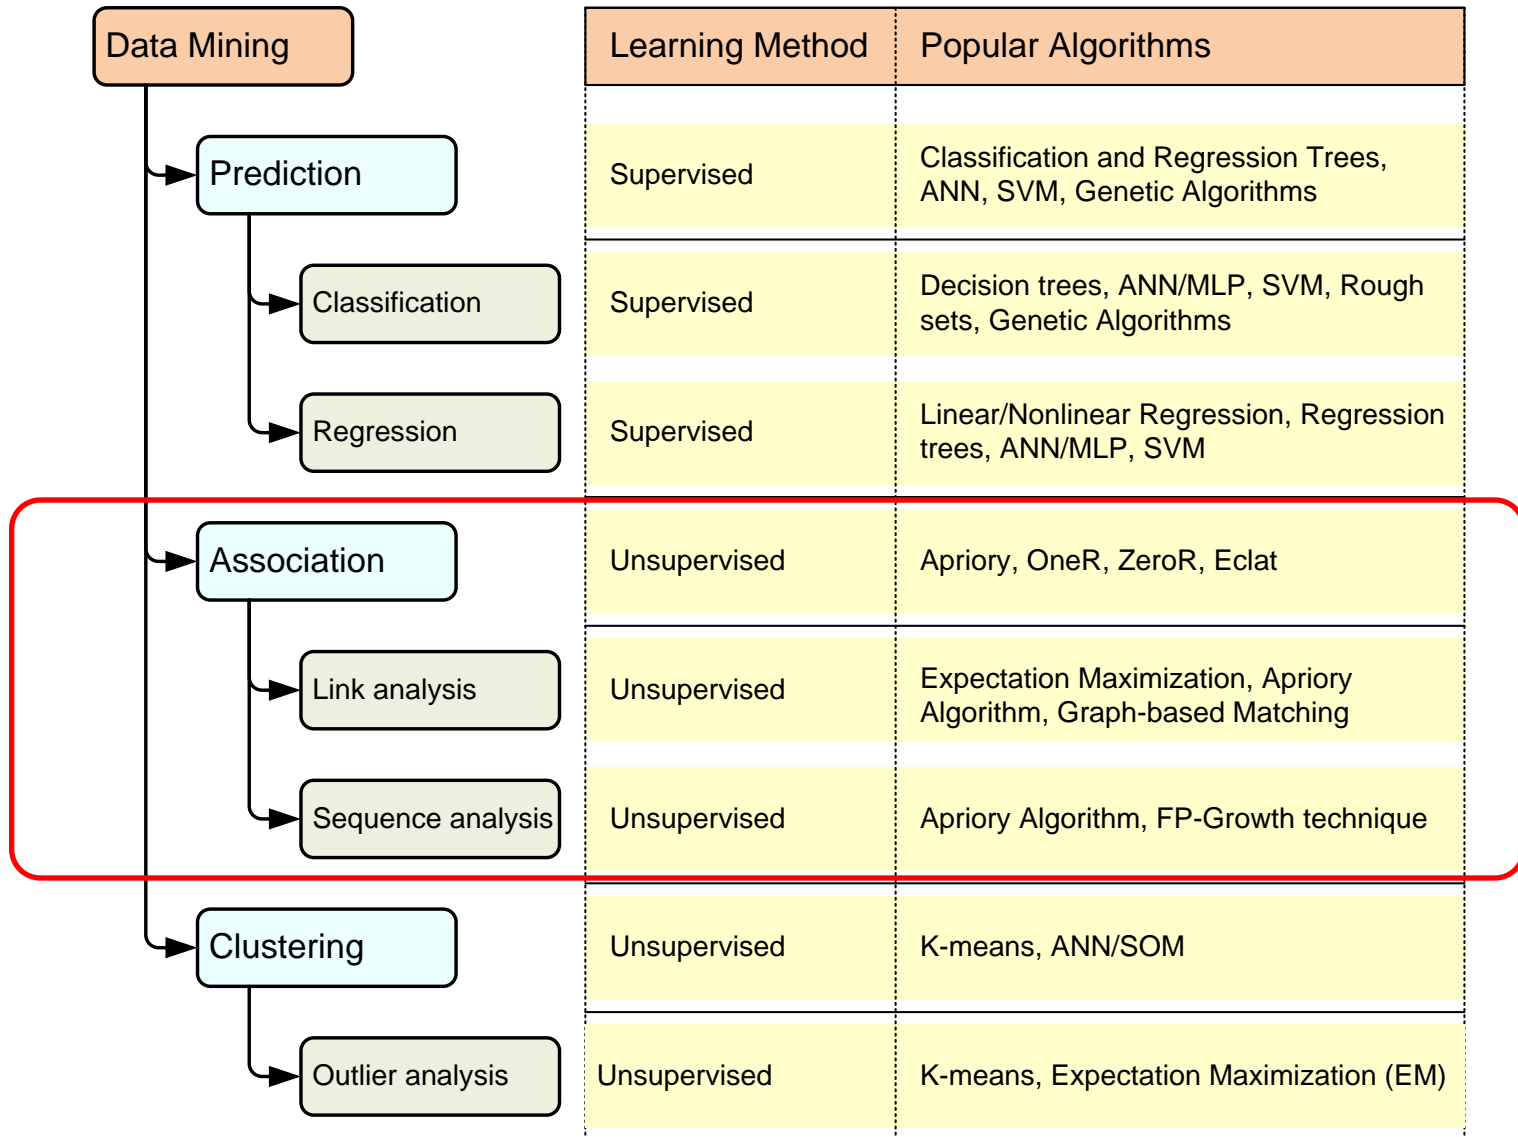 Data Mining
Learning Method
Popular Algorithms
Prediction
Supervised
Classification and Regression Trees,
ANN, SVM, Genetic Algorithms
Classification
Supervised
Decision trees, ANN/MLP, SVM, Rough
sets, Genetic Algorithms
Regression
Supervised
Linear/Nonlinear Regression, Regression
trees, ANN/MLP, SVM
Association
Unsupervised
Apriory, OneR, ZeroR, Eclat
Link analysis
Unsupervised
Expectation Maximization, Apriory
Algorithm, Graph-based Matching
Sequence analysis
Unsupervised
Apriory Algorithm, FP-Growth technique
Clustering
Unsupervised
K-means, ANN/SOM
Outlier analysis
Unsupervised
K-means, Expectation Maximization (EM)